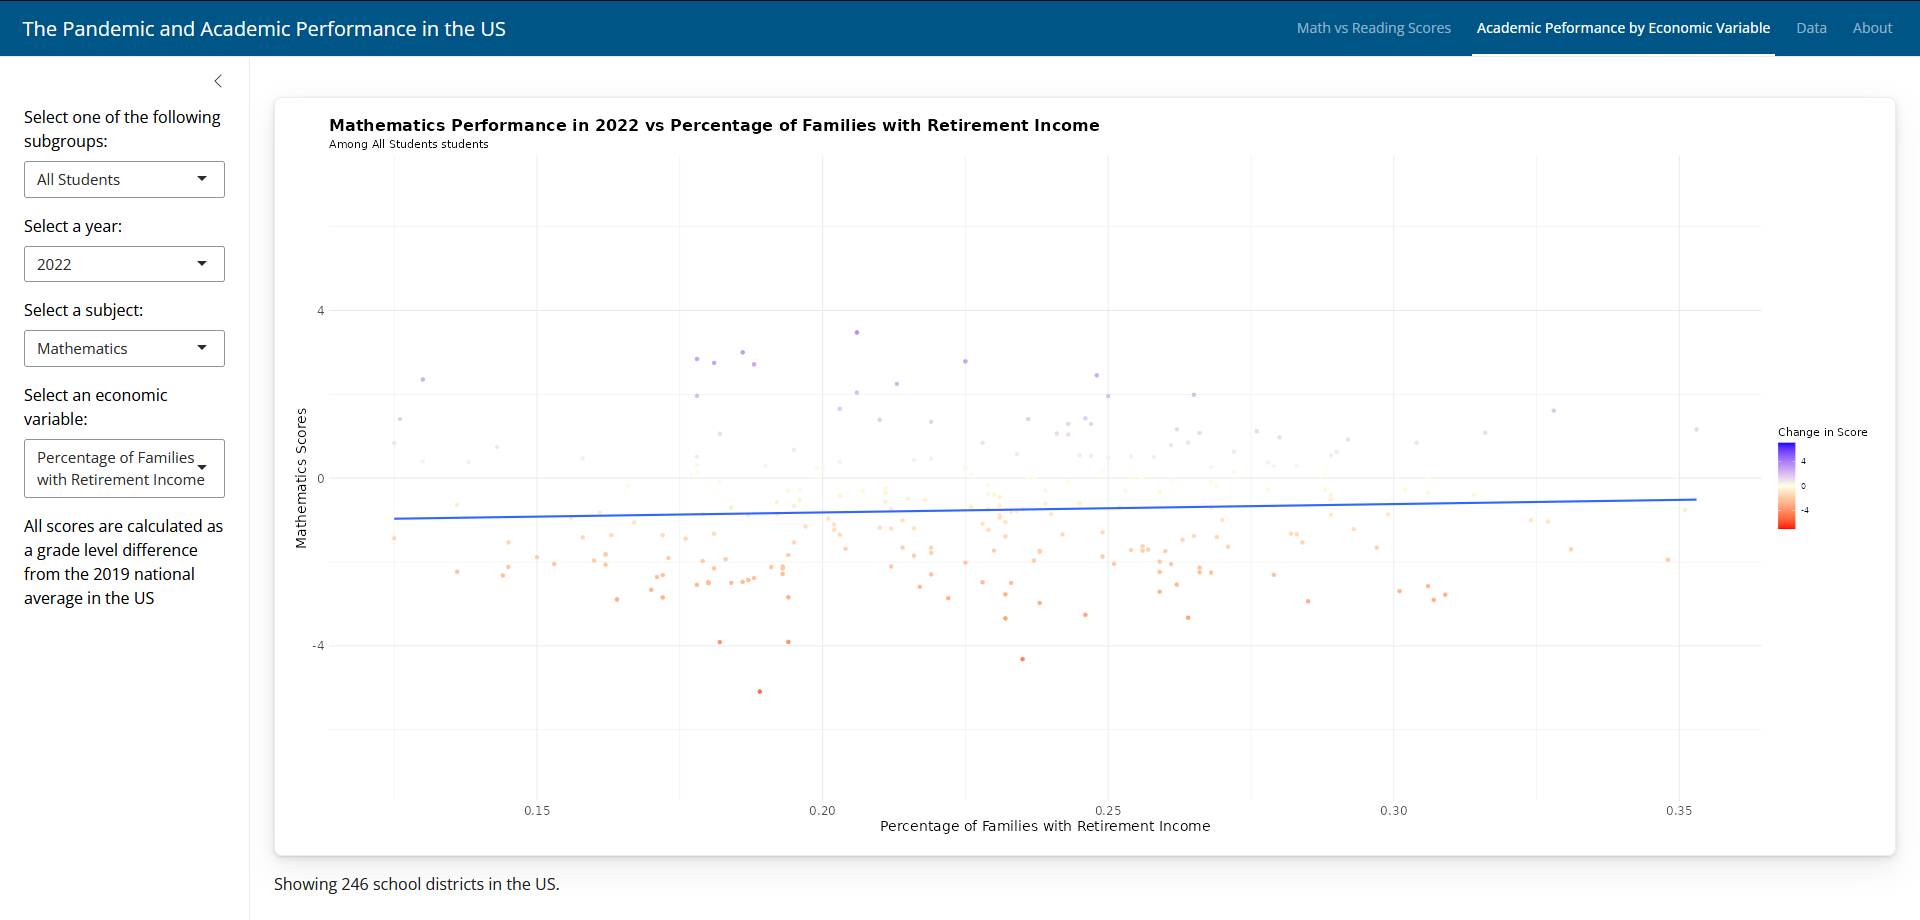 The Pandemic and Academic Performance in the US
Math vs Reading Scores
Academic Peformance by Economic Variable
Data
About
Select one of the following
subgroups:
All Students
Select a year:
2022
Select a subject:
Mathematics
Select an economic
variable:
Percentage of Families
with Retirement Income
All scores are calculated as
a grade level difference
from the 2019 national
average in the US
Mathematics Performance in 2022 vs Percentage of Families with Retirement Income
Among All Students students
Mathematics Scores
4
0
-4
0.15
0.20
0.25
0.30
0.35
Percentage of Families with Retirement Income
Change in Score
4
0
-4
Showing 246 school districts in the US.